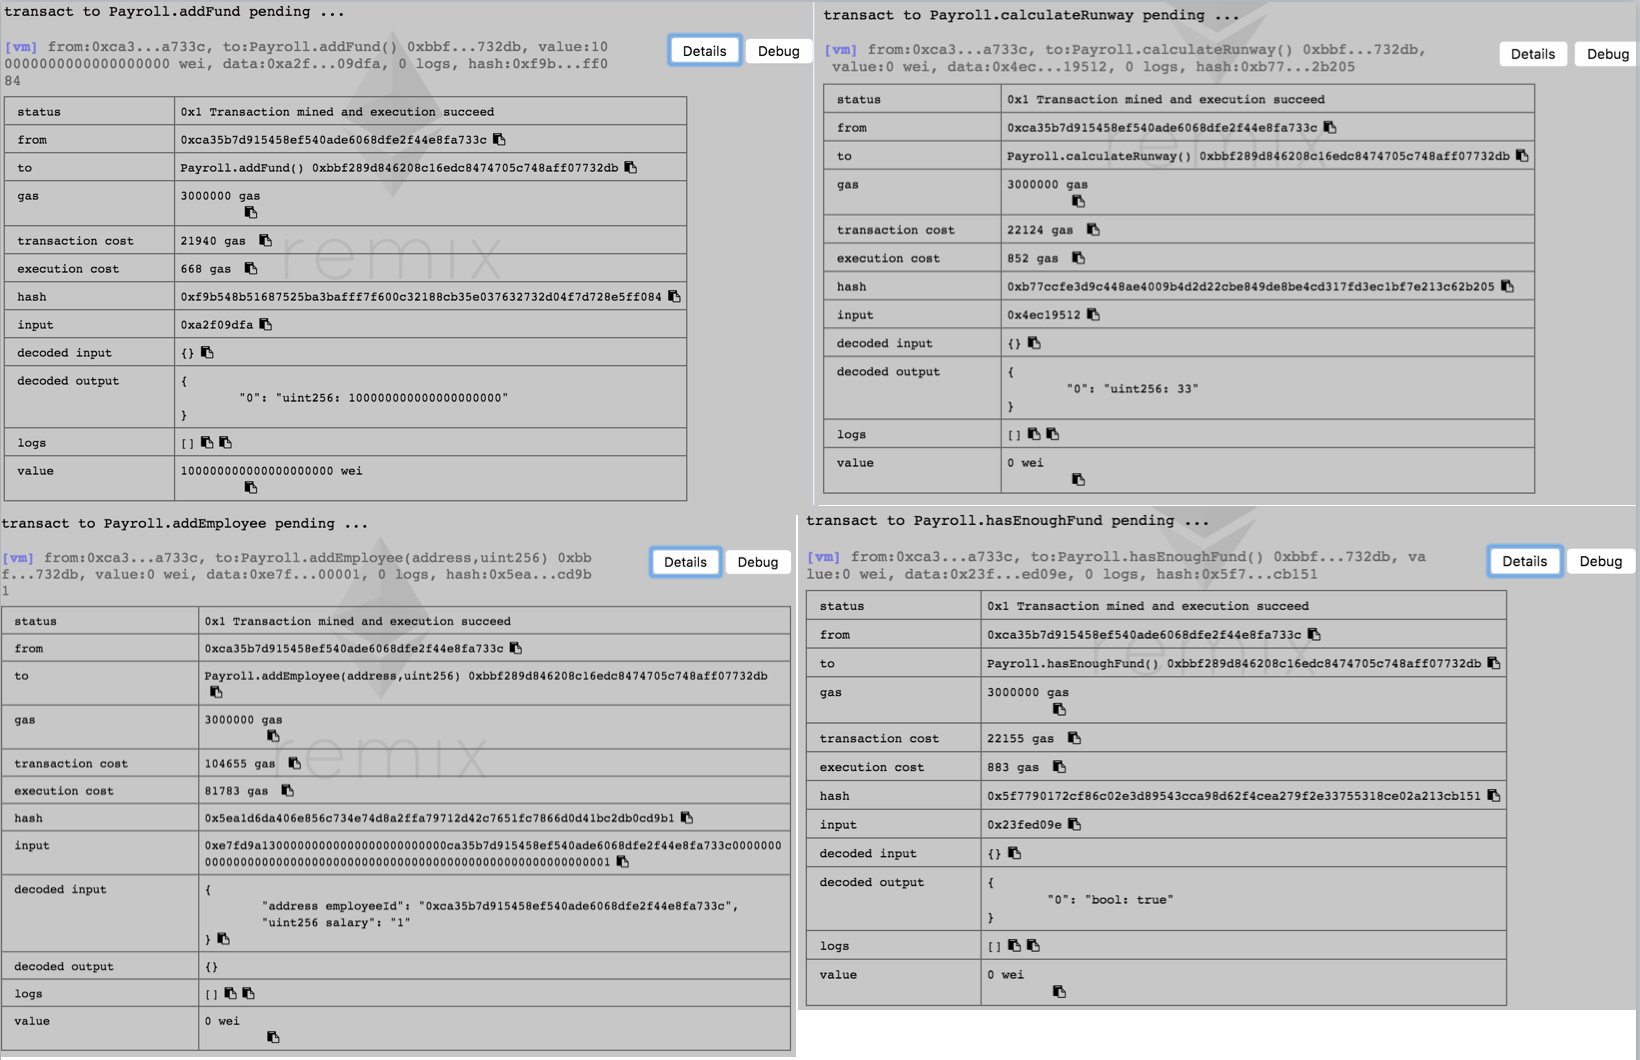 transact to Payroll.addFund pending ...
[vm] from:0xca3...a733c, to:Payroll.addFund() 0xbbf...732db, value:10
0000000000000000000 wei, data:0xa2f...09dfa, 0 logs, hash:0xf9b...ff0
84
Details Debug
status 0x1 Transaction mined and execution succeed
from 0xca35b7d915458ef540ade6068dfe2f44e8fa733c
to Payroll.addFund() 0xbbf289d846208c16edc8474705c748aff07732db
gas 3000000 gas
transaction cost 21940 gas
execution cost 668 gas
hash 0xf9b548b51687525ba3bafff7f600c32188cb35e037632732d04f7d728e5ff084
input 0xa2f09dfa
decoded input {}
decoded output {
"0": "uint256: 100000000000000000000"
}
logs []
value 100000000000000000000 wei
remix
transact to Payroll.calculateRunway pending ...
[vm] from:0xca3...a733c, to:Payroll.calculateRunway() 0xbbf...732db,
value:0 wei, data:0x4ec...19512, 0 logs, hash:0xb77...2b205
Details Debug
status 0x1 Transaction mined and execution succeed
from 0xca35b7d915458ef540ade6068dfe2f44e8fa733c
to Payroll.calculateRunway() 0xbbf289d846208c16edc8474705c748aff07732db
gas 3000000 gas
transaction cost 22124 gas
execution cost 852 gas
hash 0xb77ccfe3d9c448ae4009b4d2d22cbe849de8be4cd317fd3ec1bf7e213c62b205
input 0x4ec19512
decoded input {}
decoded output {
"0": "uint256: 33"
}
logs []
value 0 wei
remix
transact to Payroll.addEmployee pending ...
[vm] from:0xca3...a733c, to:Payroll.addEmployee(address,uint256) 0xbb
f...732db, value:0 wei, data:0xe7f...00001, 0 logs, hash:0x5ea...cd9b
1
Details Debug
status 0x1 Transaction mined and execution succeed
from 0xca35b7d915458ef540ade6068dfe2f44e8fa733c
to Payroll.addEmployee(address,uint256) 0xbbf289d846208c16edc8474705c748aff07732db
gas 3000000 gas
transaction cost 104655 gas
execution cost 81783 gas
hash 0x5ea1d6da406e856c734e74d8a2ffa79712d42c7651fc7866d0d41bc2db0cd9b1
input 0xe7fd9a13000000000000000000000000ca35b7d915458ef540ade6068dfe2f44e8fa733c00000000
00000000000000000000000000000000000000000000000000000001
decoded input {
"address employeeId": "0xca35b7d915458ef540ade6068dfe2f44e8fa733c",
"uint256 salary": "1"
}
decoded output {}
logs []
value 0 wei
remix
transact to Payroll.hasEnoughFund pending ...
[vm] from:0xca3...a733c, to:Payroll.hasEnoughFund() 0xbbf...732db, va
lue:0 wei, data:0x23f...ed09e, 0 logs, hash:0x5f7...cb151
Details Debug
status 0x1 Transaction mined and execution succeed
from 0xca35b7d915458ef540ade6068dfe2f44e8fa733c
to Payroll.hasEnoughFund() 0xbbf289d846208c16edc8474705c748aff07732db
gas 3000000 gas
transaction cost 22155 gas
execution cost 883 gas
hash 0x5f7790172cf86c02e3d89543cca98d62f4cea279f2e33755318ce02a213cb151
input 0x23fed09e
decoded input {}
decoded output {
"0": "bool: true"
}
logs []
value 0 wei
remix